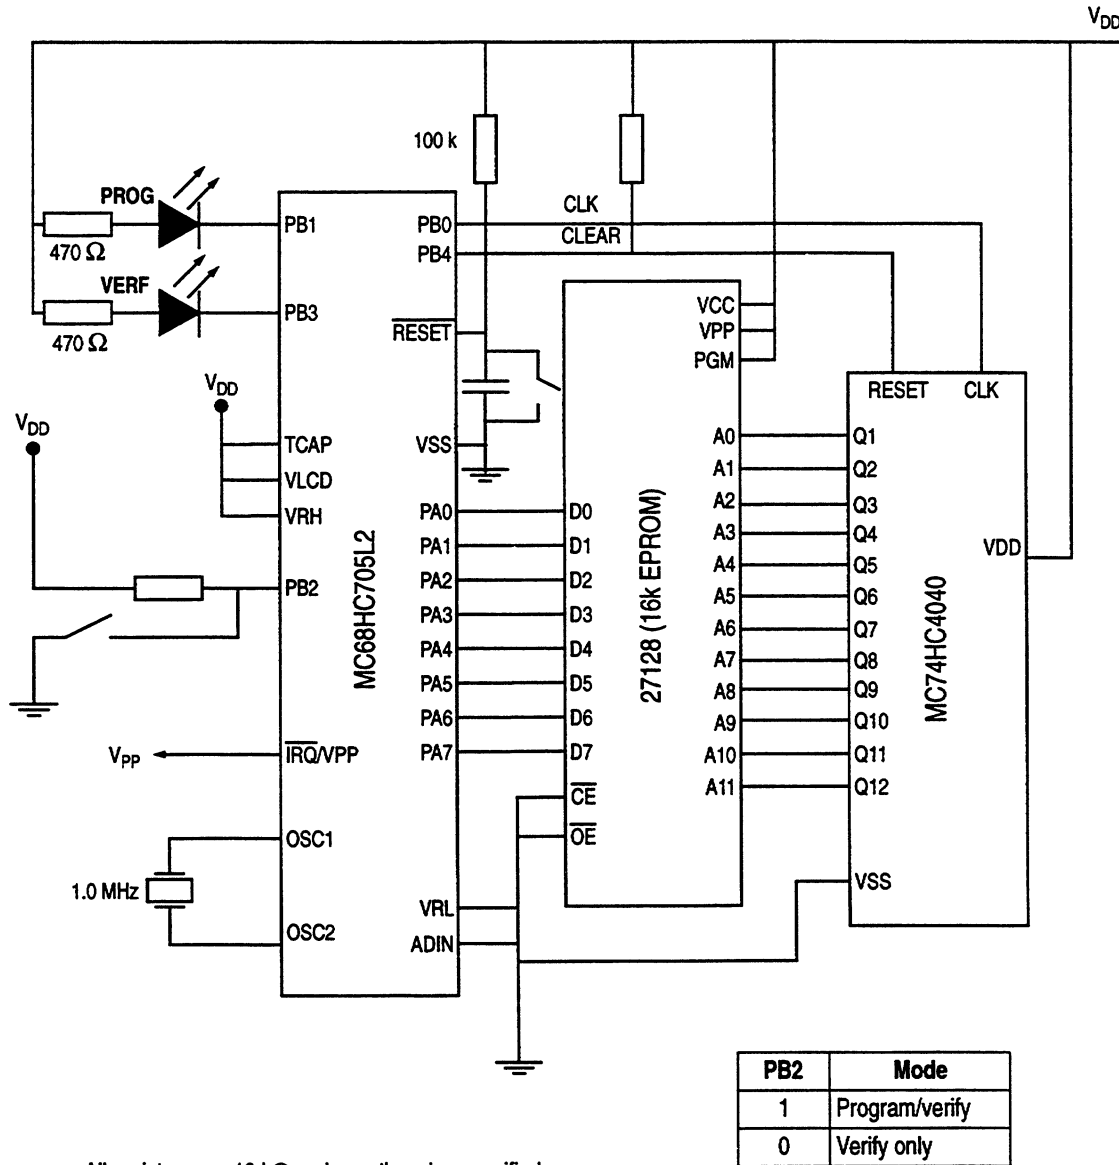 VDD
100 k
PROG
470 Ω
VERF
470 Ω
CLK
CLEAR
PB1
PB3
TCAP
VLCD
VRH
PB2
IRQ/VPP
OSC1
OSC2
VDD
VDD
VPP
1.0 MHz
MC68HC705L2
PB0
PB4
RESET
VSS
PA0
PA1
PA2
PA3
PA4
PA5
PA6
PA7
VRL
ADIN
D0
D1
D2
D3
D4
D5
D6
D7
CE
OE
27128 (16k EPROM)
VCC
VPP
PGM
A0
A1
A2
A3
A4
A5
A6
A7
A8
A9
A10
A11
RESET CLK
Q1
Q2
Q3
Q4
Q5
Q6
Q7
Q8
Q9
Q10
Q11
Q12
VDD
VSS
MC74HC4040
PB2 Mode
1 Program/verify
0 Verify only